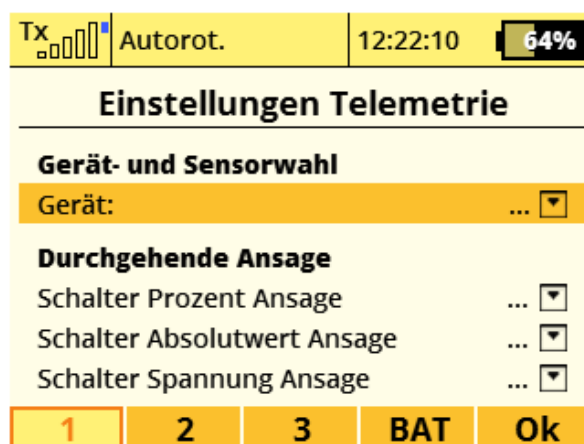 Tx Autorot. 12:22:10 64%
Einstellungen Telemetrie
Gerät- und Sensorwahl
Gerät: ...
Durchgehende Ansage
Schalter Prozent Ansage ...
Schalter Absolutwert Ansage ...
Schalter Spannung Ansage ...
1 2 3 BAT Ok